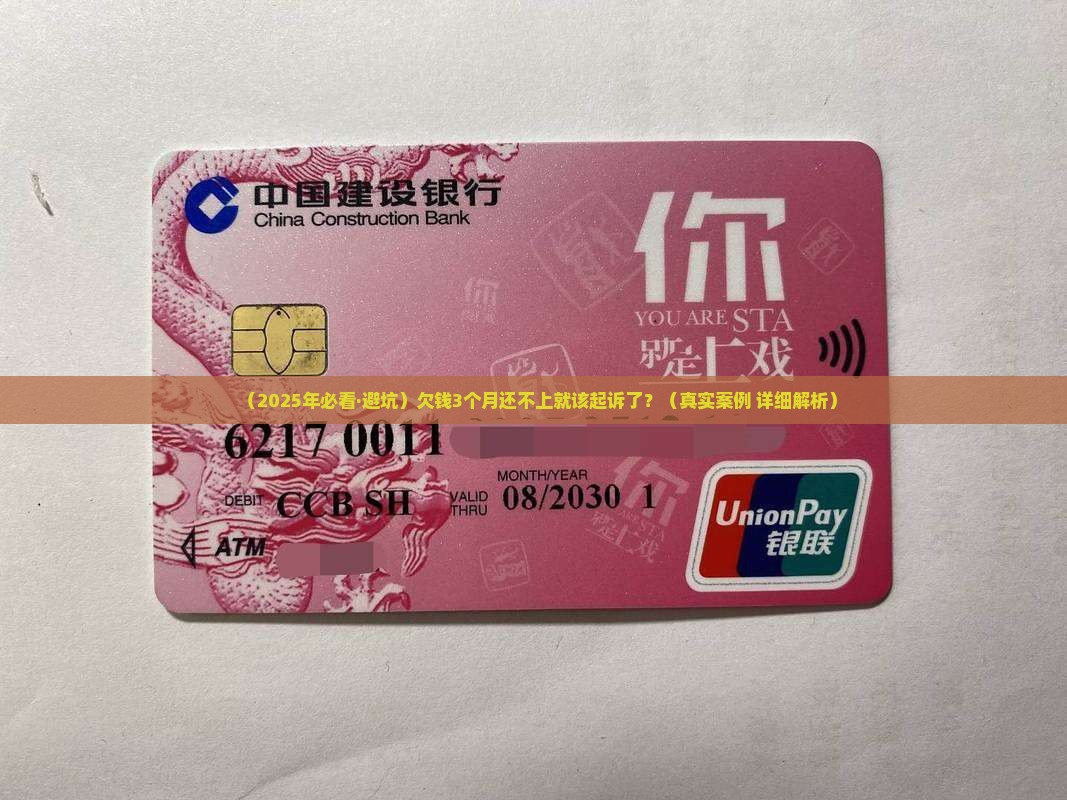 中国建设银行
China Construction Bank
你
YOU ARE STA
就是上戏
（2025年必看·避坑）欠钱3个月还不上就该起诉了？（真实案例 详细解析）
6217 0011
MONTH/YEAR
DEBIT CCB SH VALID THRU 08/2030 1
ATM
UnionPay
银联